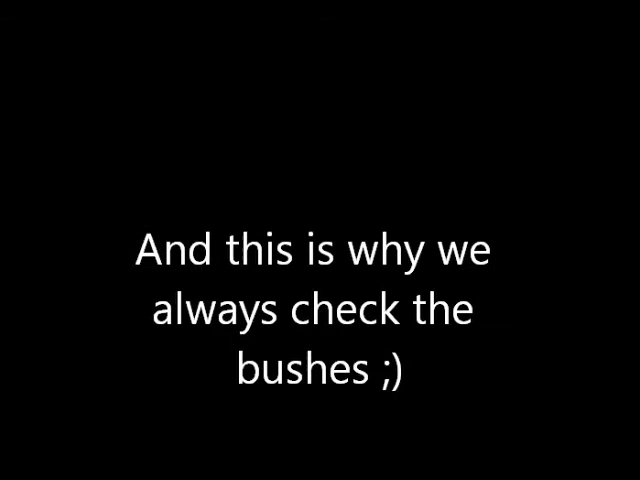 And this is why we
always check the
bushes ;)